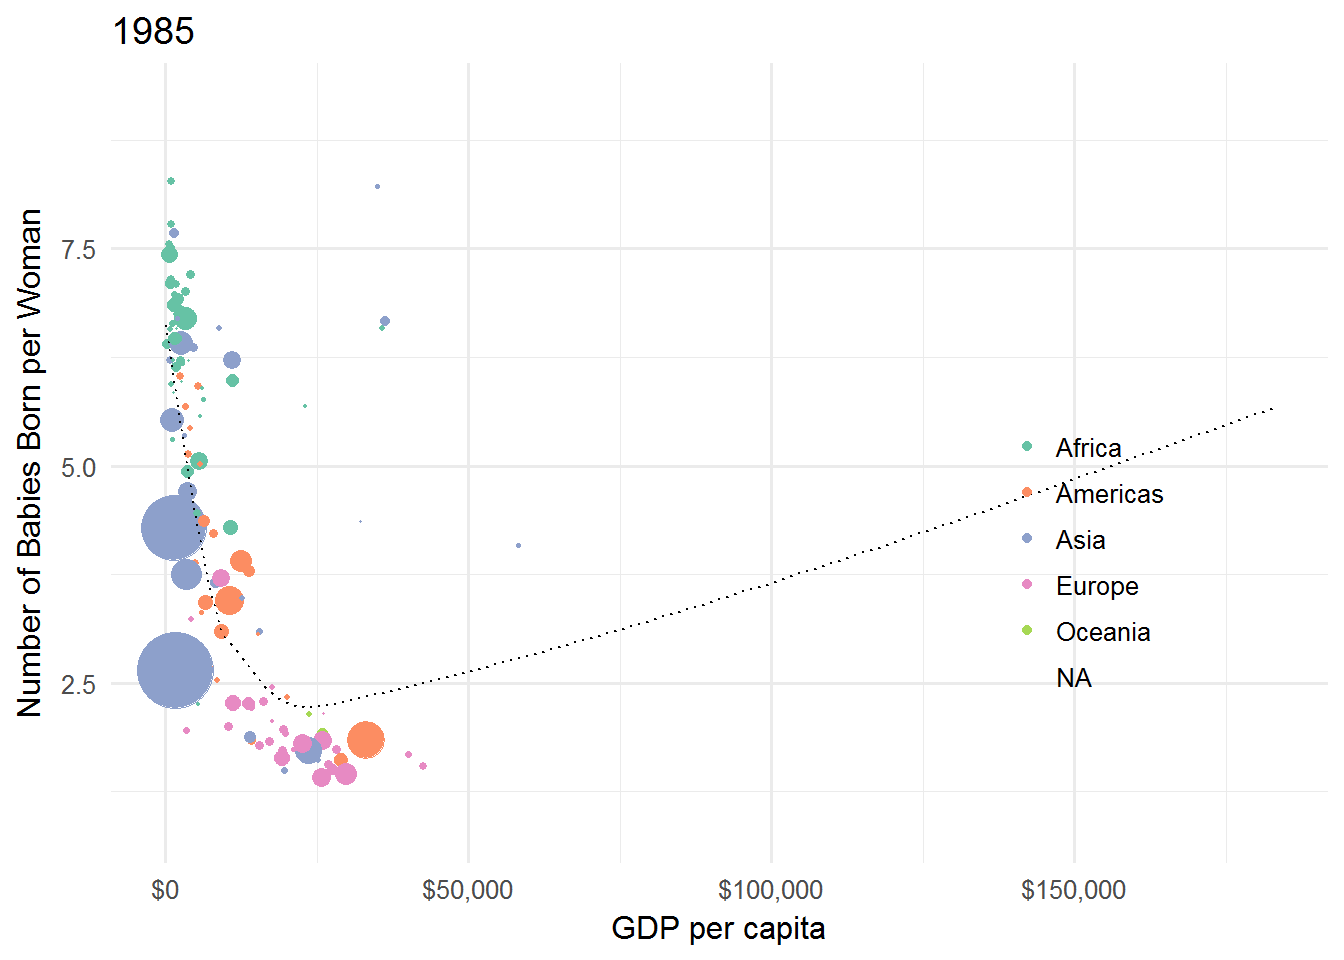 1985
Number of Babies Born per Woman
7.5
5.0
2.5
Africa
Americas
Asia
Europe
Oceania
NA
$0
$50,000
$100,000
$150,000
GDP per capita